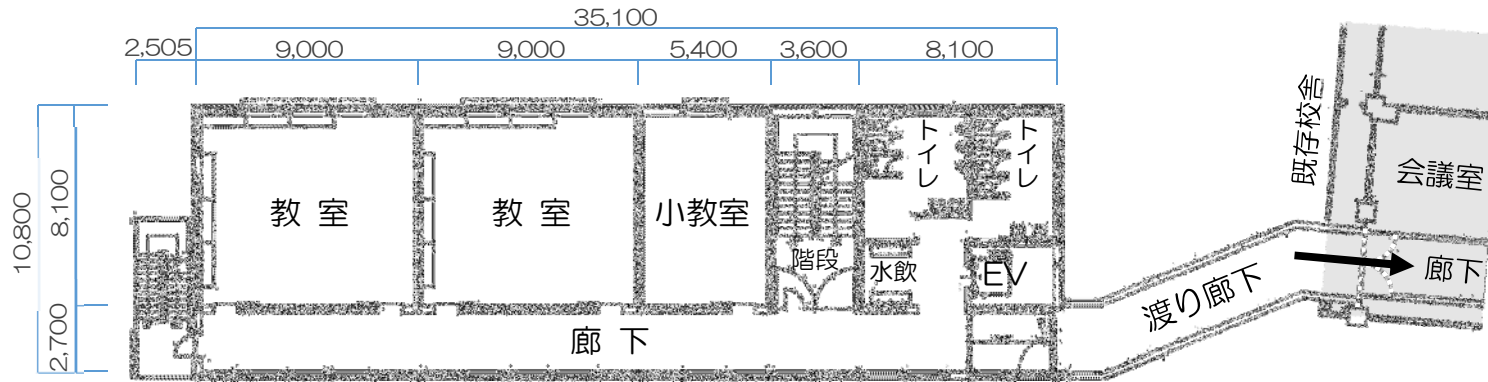 35,100
2,505
9,000
9,000
5,400
3,600
8,100
10,800
8,100
2,700
教室
教室
小教室
階段
トイレ
トイレ
水飲
EV
廊下
渡り廊下
既存校舎
会議室
廊下